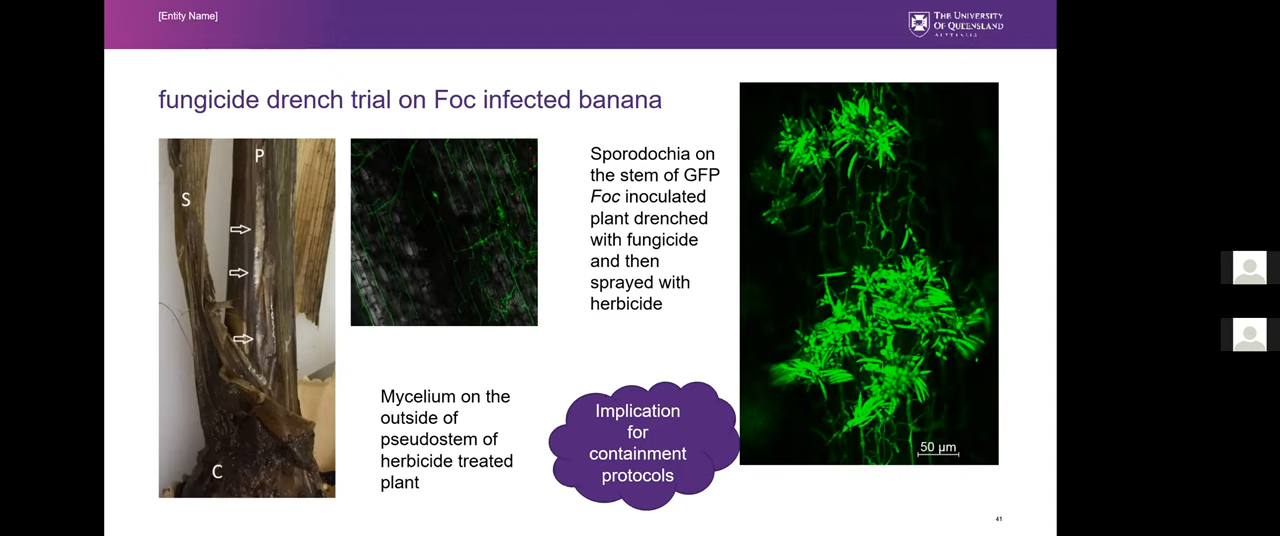 [Entity Name]
THE UNIVERSITY
OF QUEENSLAND
AUSTRALIA
fungicide drench trial on Foc infected banana
P
S
C
Sporodochia on
the stem of GFP
Foc inoculated
plant drenched
with fungicide
and then
sprayed with
herbicide
Mycelium on the
outside of
pseudostem of
herbicide treated
plant
Implication
for
containment
protocols
50 µm
41